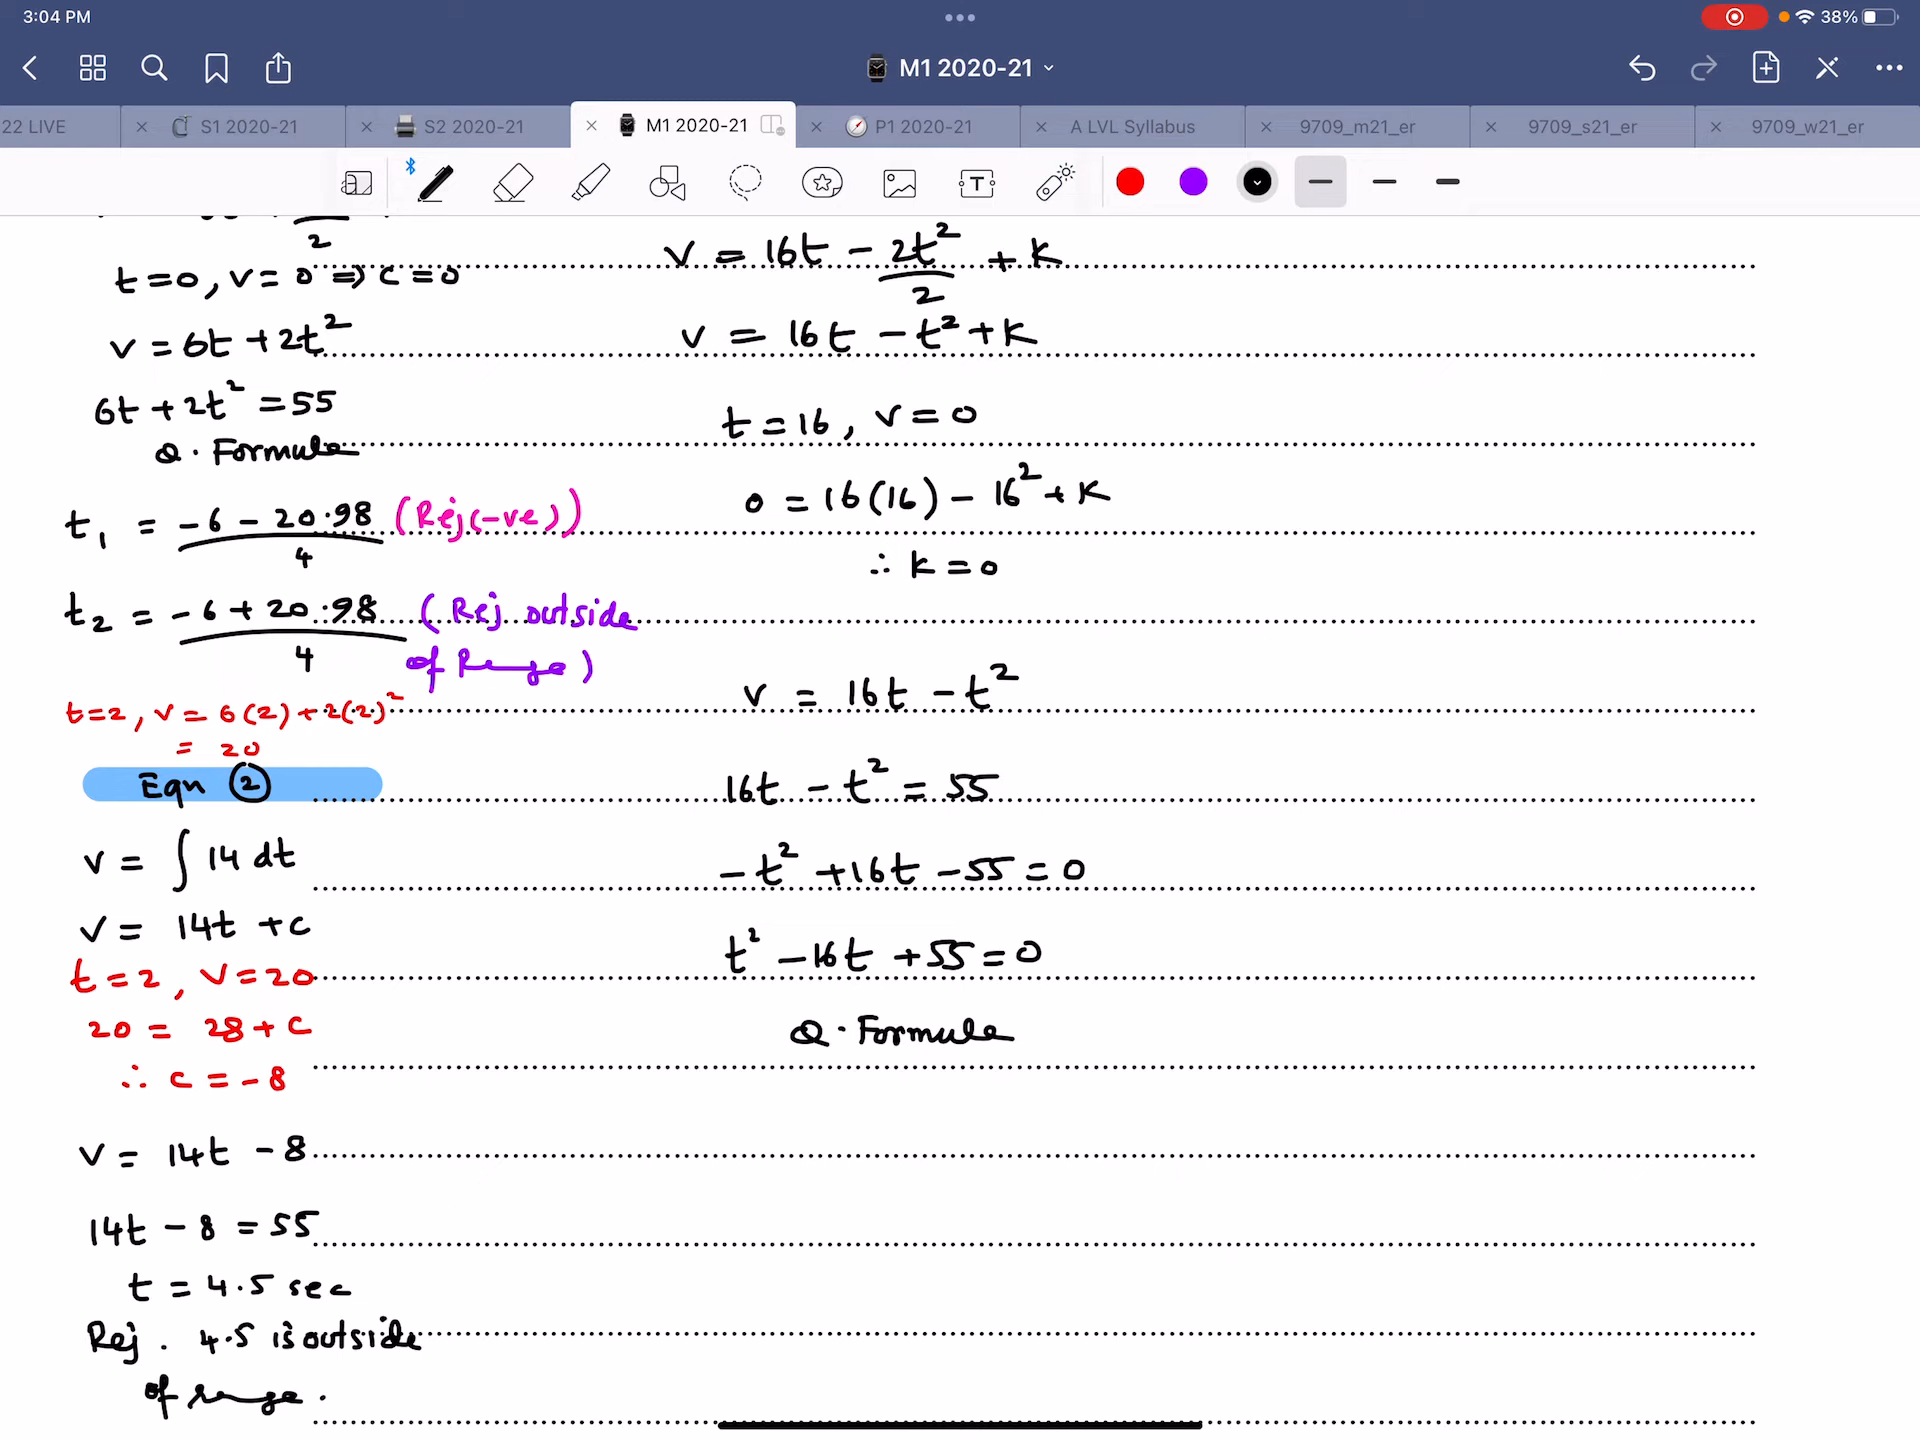 3:04 PM
38%
M1 2020-21
22 LIVE
S1 2020-21
S2 2020-21
M1 2020-21
P1 2020-21
A LVL Syllabus
9709_m21_er
9709_s21_er
9709_w21_er
2
t=0, v=0 ⇒ c=0
v = 6t + 2t²
6t + 2t² = 55
Q. Formula
t₁ = (-6 - 20.98)/4 (Rej (-ve))
t₂ = (-6 + 20.98)/4 (Rej outside
of Range)
t=2, v = 6(2) + 2(2)²
= 20
Eqn ②
v = ∫ 14 dt
v = 14t + c
t=2, v=20
20 = 28 + c
∴ c = -8
v = 14t - 8
14t - 8 = 55
t = 4.5 sec
Rej. 4.5 is outside
of range.
v = 16t - 2t²/2 + k
v = 16t - t² + k
t = 16, v = 0
0 = 16(16) - 16² + k
∴ k = 0
v = 16t - t²
16t - t² = 55
-t² + 16t - 55 = 0
t² - 16t + 55 = 0
Q. Formula